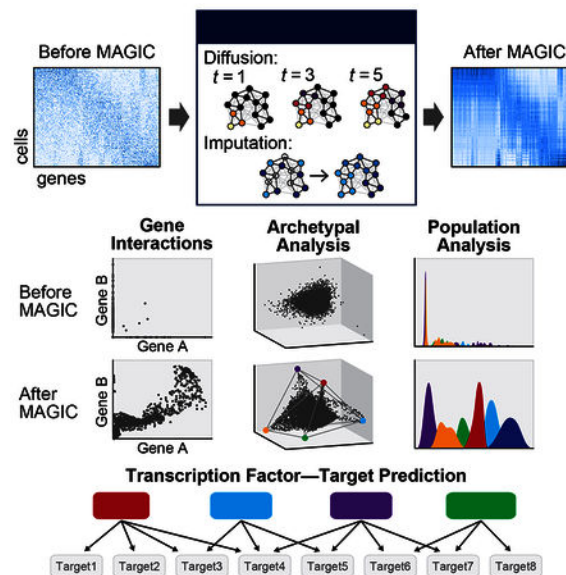 Before MAGIC
After MAGIC
Diffusion:
t = 1
t = 3
t = 5
Imputation:
cells
genes
Gene
Interactions
Archetypal
Analysis
Population
Analysis
Before
MAGIC
Gene B
Gene A
After
MAGIC
Gene B
Gene A
Transcription Factor—Target Prediction
Target1
Target2
Target3
Target4
Target5
Target6
Target7
Target8